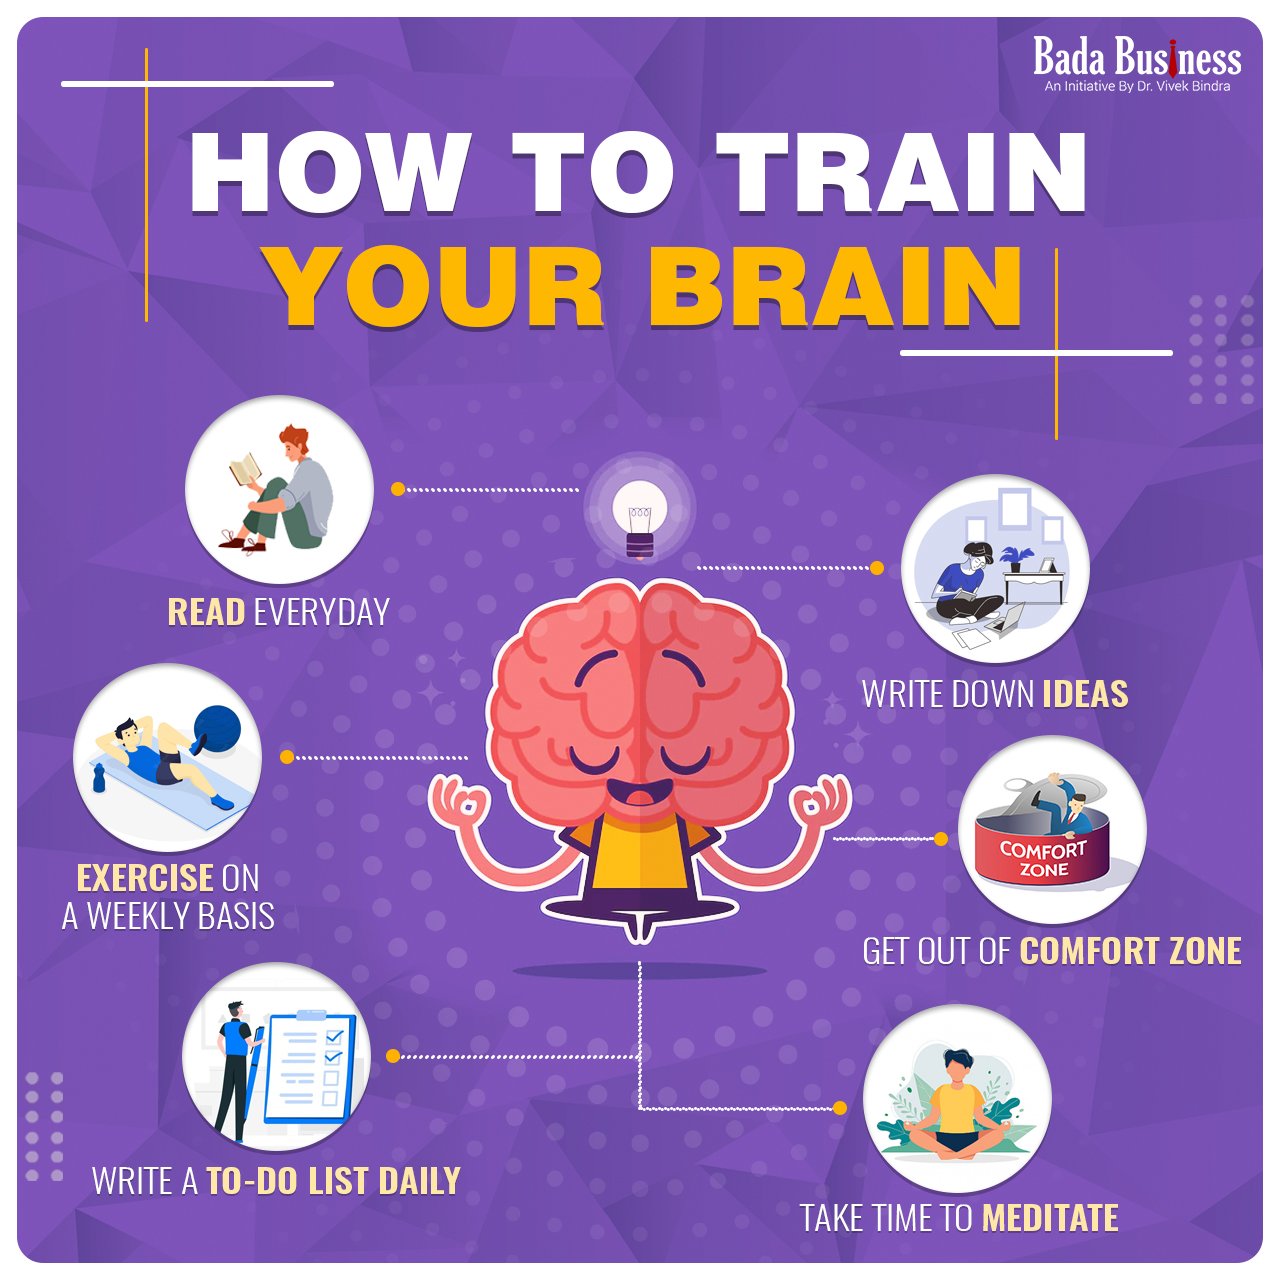 Bada Business
An Initiative By Dr. Vivek Bindra
HOW TO TRAIN
YOUR BRAIN
READ EVERYDAY
WRITE DOWN IDEAS
EXERCISE ON
A WEEKLY BASIS
COMFORT
ZONE
GET OUT OF COMFORT ZONE
WRITE A TO-DO LIST DAILY
TAKE TIME TO MEDITATE